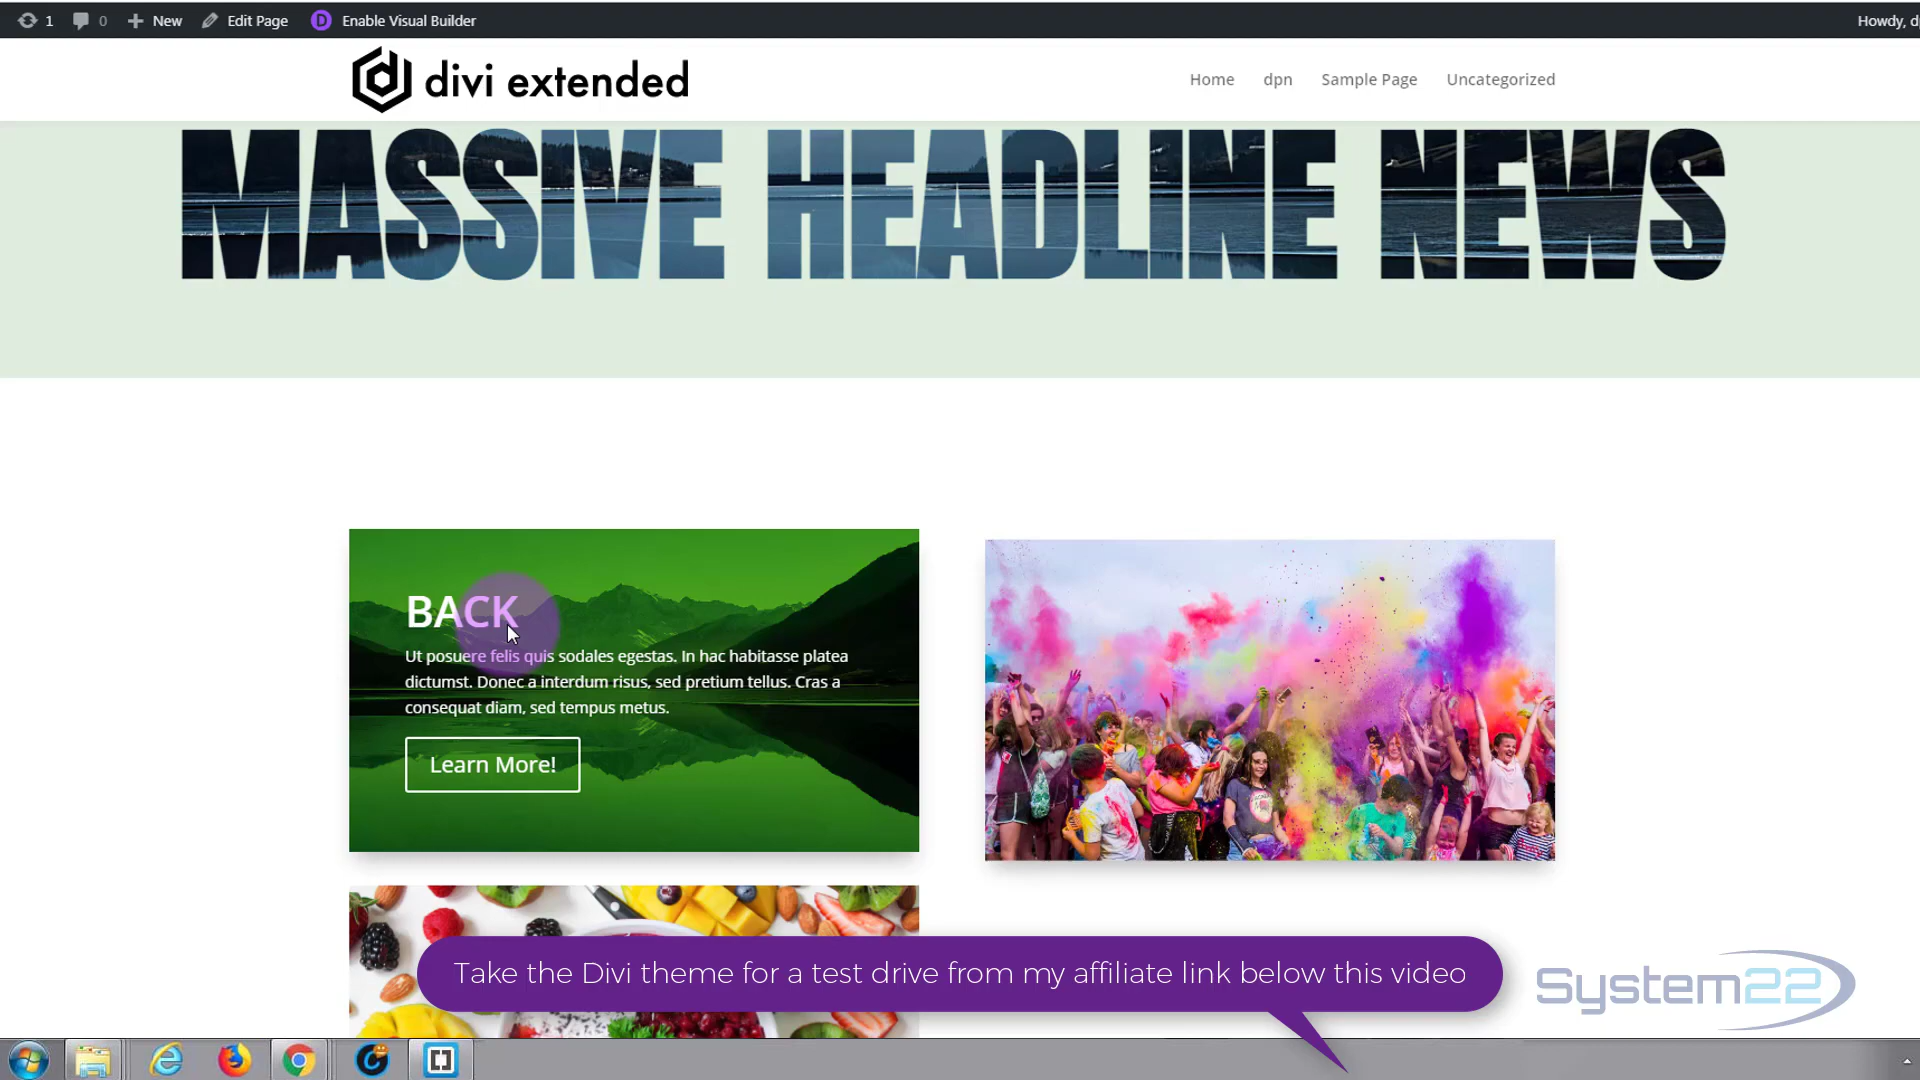 1 0 New Edit Page Enable Visual Builder Howdy, d
divi extended
Home dpn Sample Page Uncategorized
MASSIVE HEADLINE NEWS
BACK
Ut posuere felis quis sodales egestas. In hac habitasse platea
dictumst. Donec a interdum risus, sed pretium tellus. Cras a
consequat diam, sed tempus metus.
Learn More!
Take the Divi theme for a test drive from my affiliate link below this video
System22